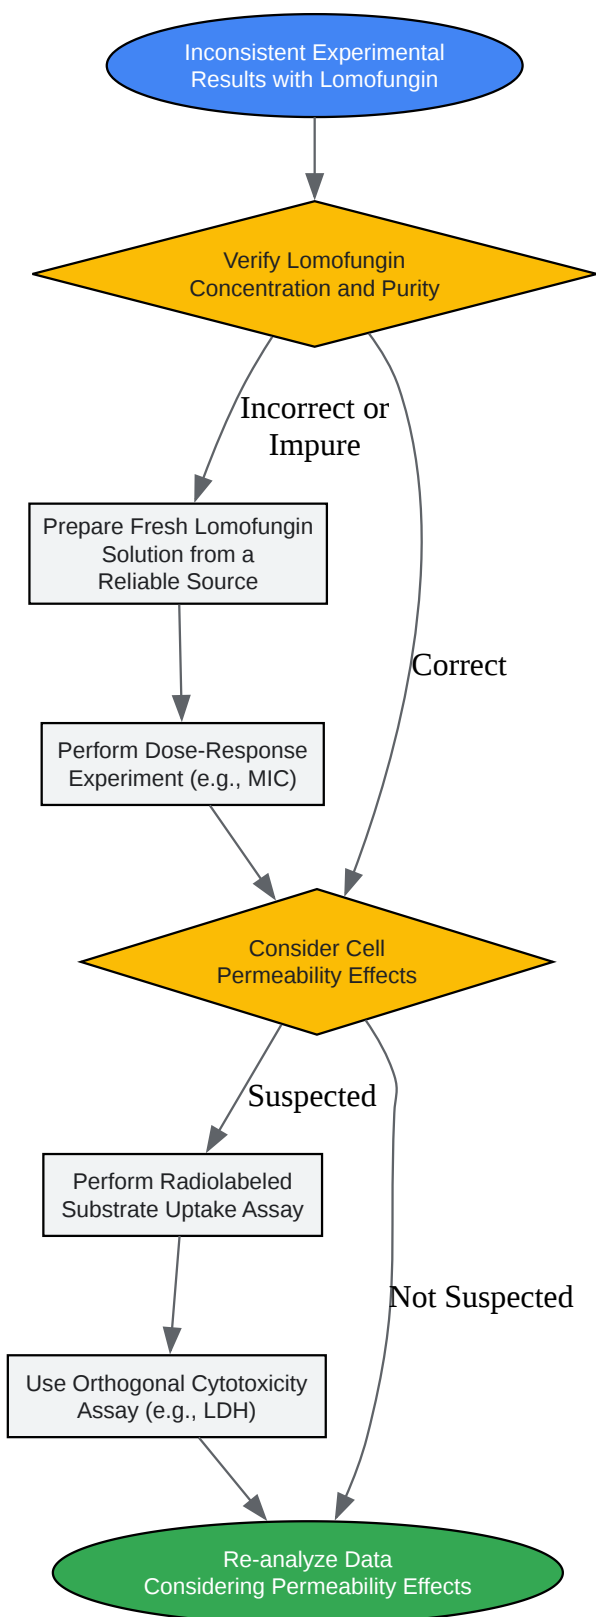 Inconsistent Experimental
Results with Lomofungin
Verify Lomofungin
Concentration and Purity
Incorrect or
Impure
Prepare Fresh Lomofungin
Solution from a
Reliable Source
Correct
Perform Dose-Response
Experiment (e.g., MIC)
Consider Cell
Permeability Effects
Suspected
Perform Radiolabeled
Substrate Uptake Assay
Not Suspected
Use Orthogonal Cytotoxicity
Assay (e.g., LDH)
Re-analyze Data
Considering Permeability Effects